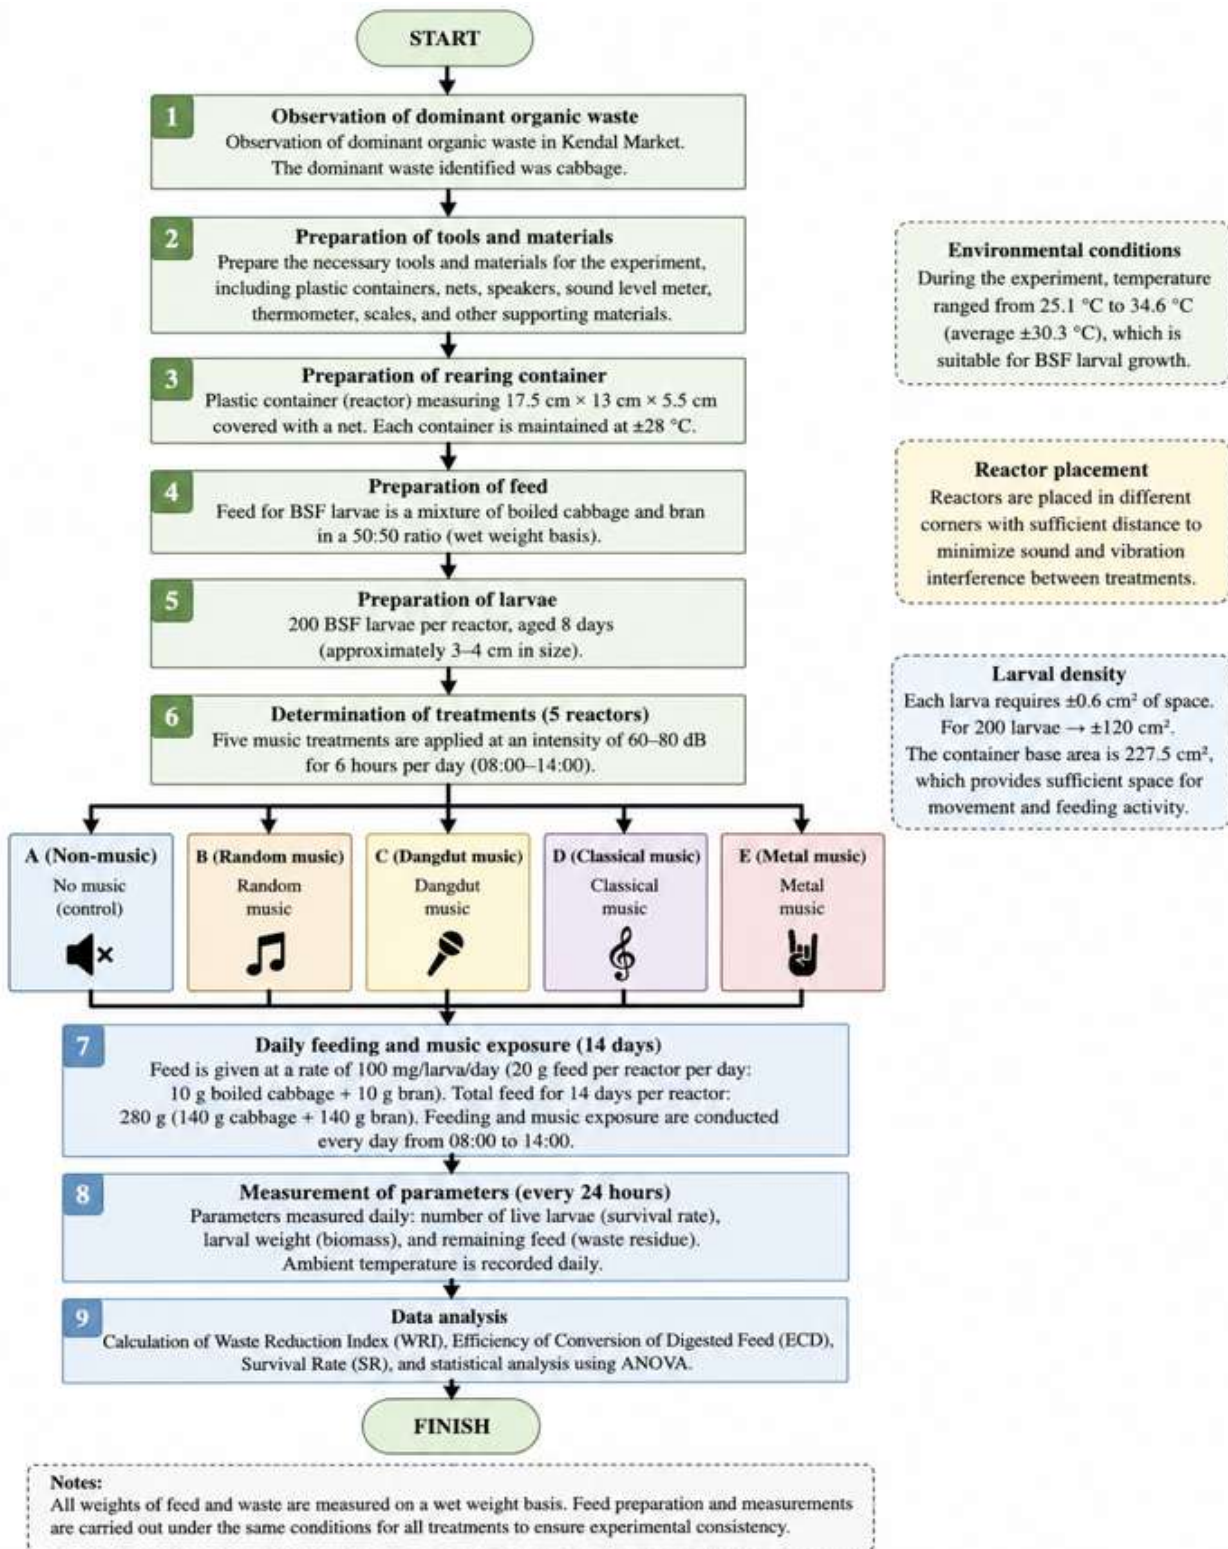 START
1
Observation of dominant organic waste
Observation of dominant organic waste in Kendal Market.
The dominant waste identified was cabbage.
2
Preparation of tools and materials
Prepare the necessary tools and materials for the experiment,
including plastic containers, nets, speakers, sound level meter,
thermometer, scales, and other supporting materials.
3
Preparation of rearing container
Plastic container (reactor) measuring 17.5 cm × 13 cm × 5.5 cm
covered with a net. Each container is maintained at ±28 °C.
4
Preparation of feed
Feed for BSF larvae is a mixture of boiled cabbage and bran
in a 50:50 ratio (wet weight basis).
5
Preparation of larvae
200 BSF larvae per reactor, aged 8 days
(approximately 3–4 cm in size).
6
Determination of treatments (5 reactors)
Five music treatments are applied at an intensity of 60–80 dB
for 6 hours per day (08:00–14:00).
Environmental conditions
During the experiment, temperature
ranged from 25.1 °C to 34.6 °C
(average ±30.3 °C), which is
suitable for BSF larval growth.
Reactor placement
Reactors are placed in different
corners with sufficient distance to
minimize sound and vibration
interference between treatments.
Larval density
Each larva requires ±0.6 cm² of space.
For 200 larvae → ±120 cm².
The container base area is 227.5 cm²,
which provides sufficient space for
movement and feeding activity.
A (Non-music)
No music
(control)
B (Random music)
Random
music
C (Dangdut music)
Dangdut
music
D (Classical music)
Classical
music
E (Metal music)
Metal
music
7
Daily feeding and music exposure (14 days)
Feed is given at a rate of 100 mg/larva/day (20 g feed per reactor per day:
10 g boiled cabbage + 10 g bran). Total feed for 14 days per reactor:
280 g (140 g cabbage + 140 g bran). Feeding and music exposure are conducted
every day from 08:00 to 14:00.
8
Measurement of parameters (every 24 hours)
Parameters measured daily: number of live larvae (survival rate),
larval weight (biomass), and remaining feed (waste residue).
Ambient temperature is recorded daily.
9
Data analysis
Calculation of Waste Reduction Index (WRI), Efficiency of Conversion of Digested Feed (ECD),
Survival Rate (SR), and statistical analysis using ANOVA.
FINISH
Notes:
All weights of feed and waste are measured on a wet weight basis. Feed preparation and measurements
are carried out under the same conditions for all treatments to ensure experimental consistency.